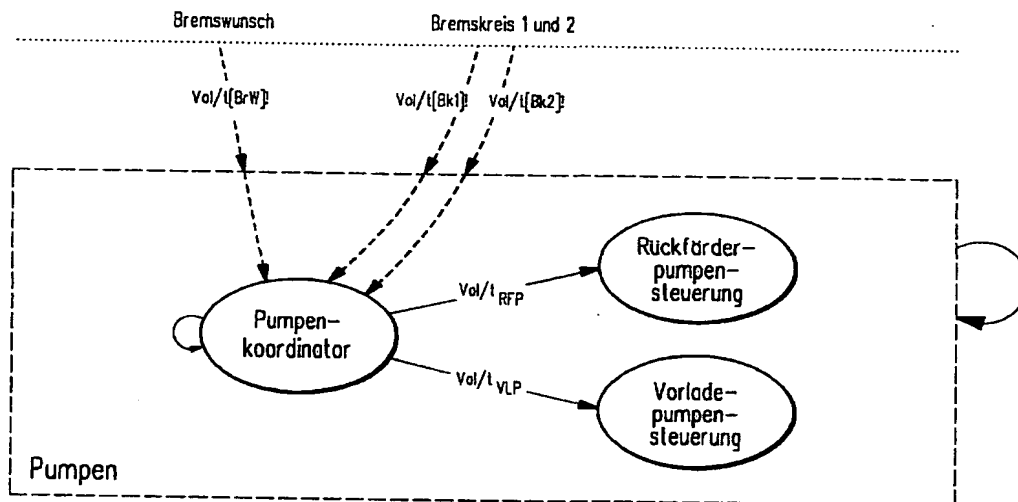 Bremswunsch
Bremskreis 1 und 2
Vol/t[BrW]!
Vol/t[Bk1]!
Vol/t[Bk2]!
Rückförder–
pumpen–
steuerung
Vol/t RFP
Pumpen–
koordinator
Vol/t VLP
Vorlade–
pumpen–
steuerung
Pumpen